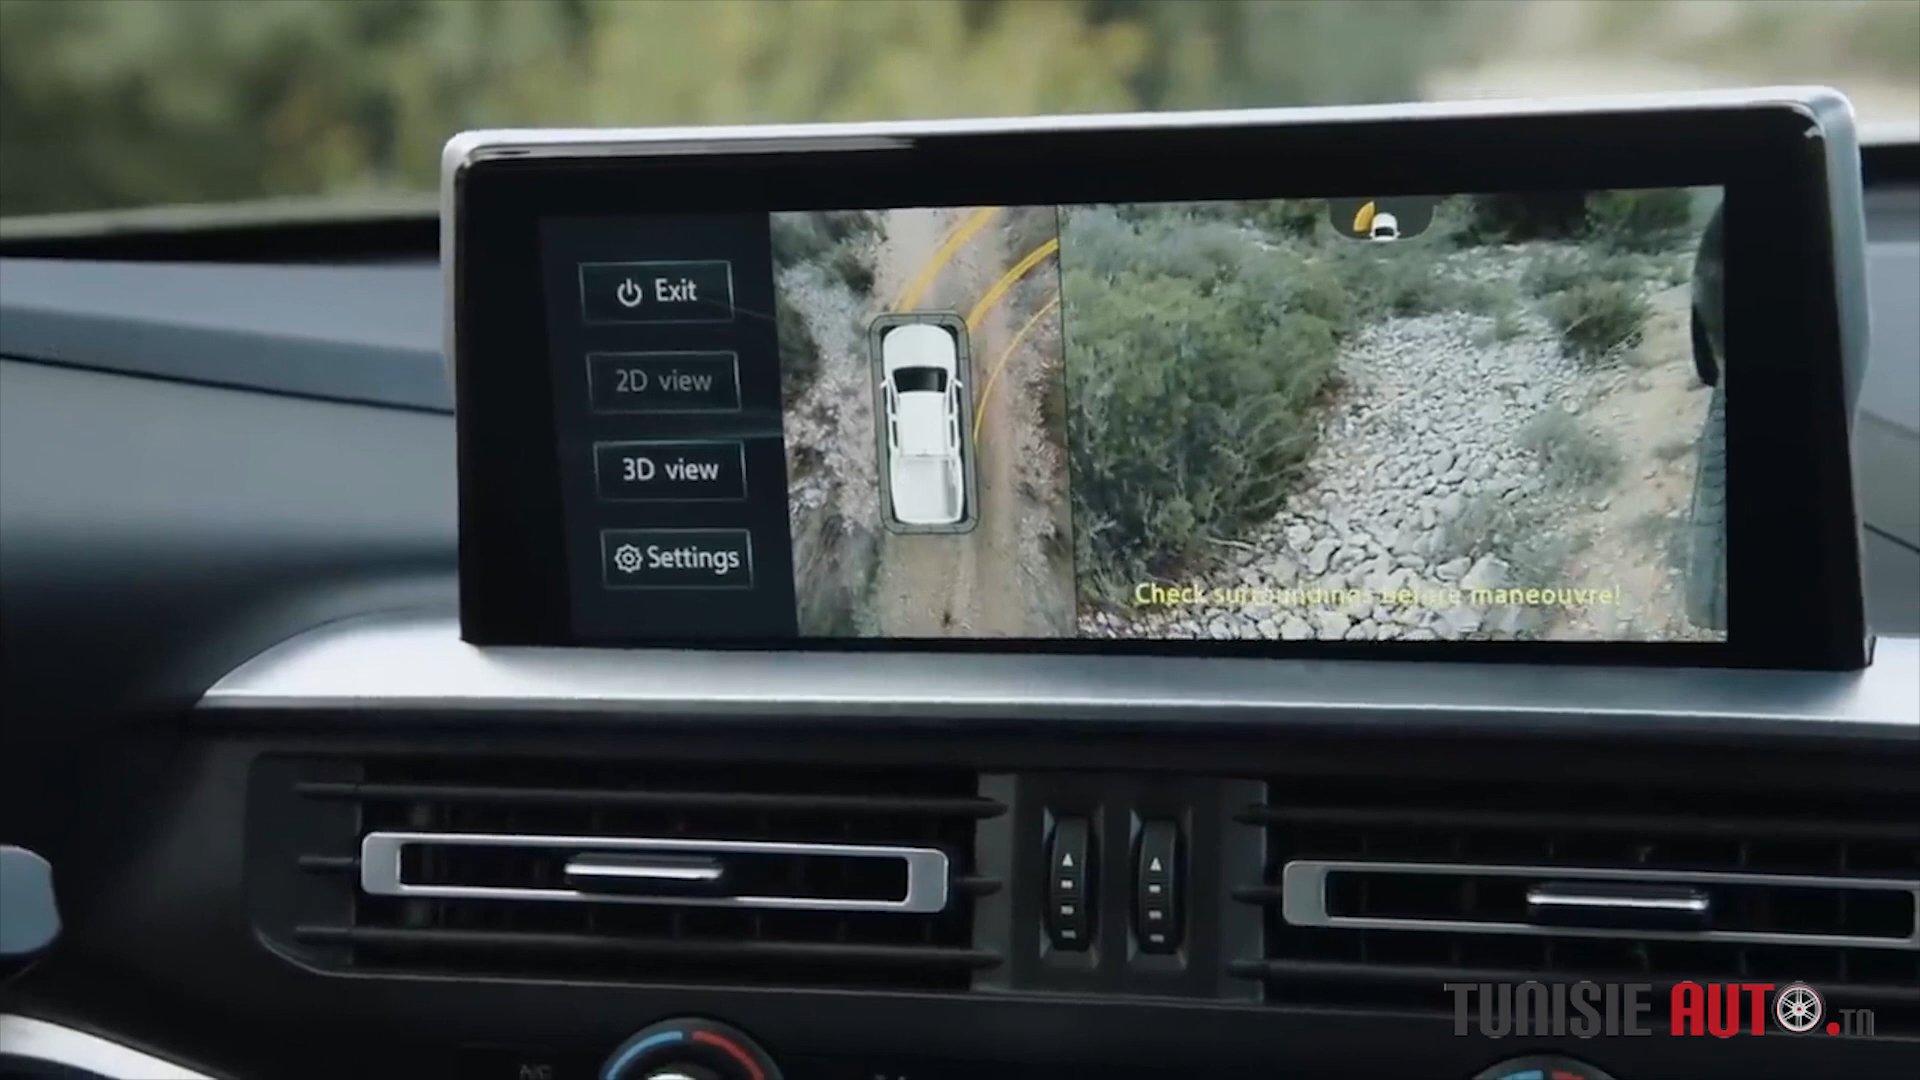 Exit
2D view
3D view
Settings
Check surroundings before maneouvre!
TUNISIE AUTO.TN
A/C